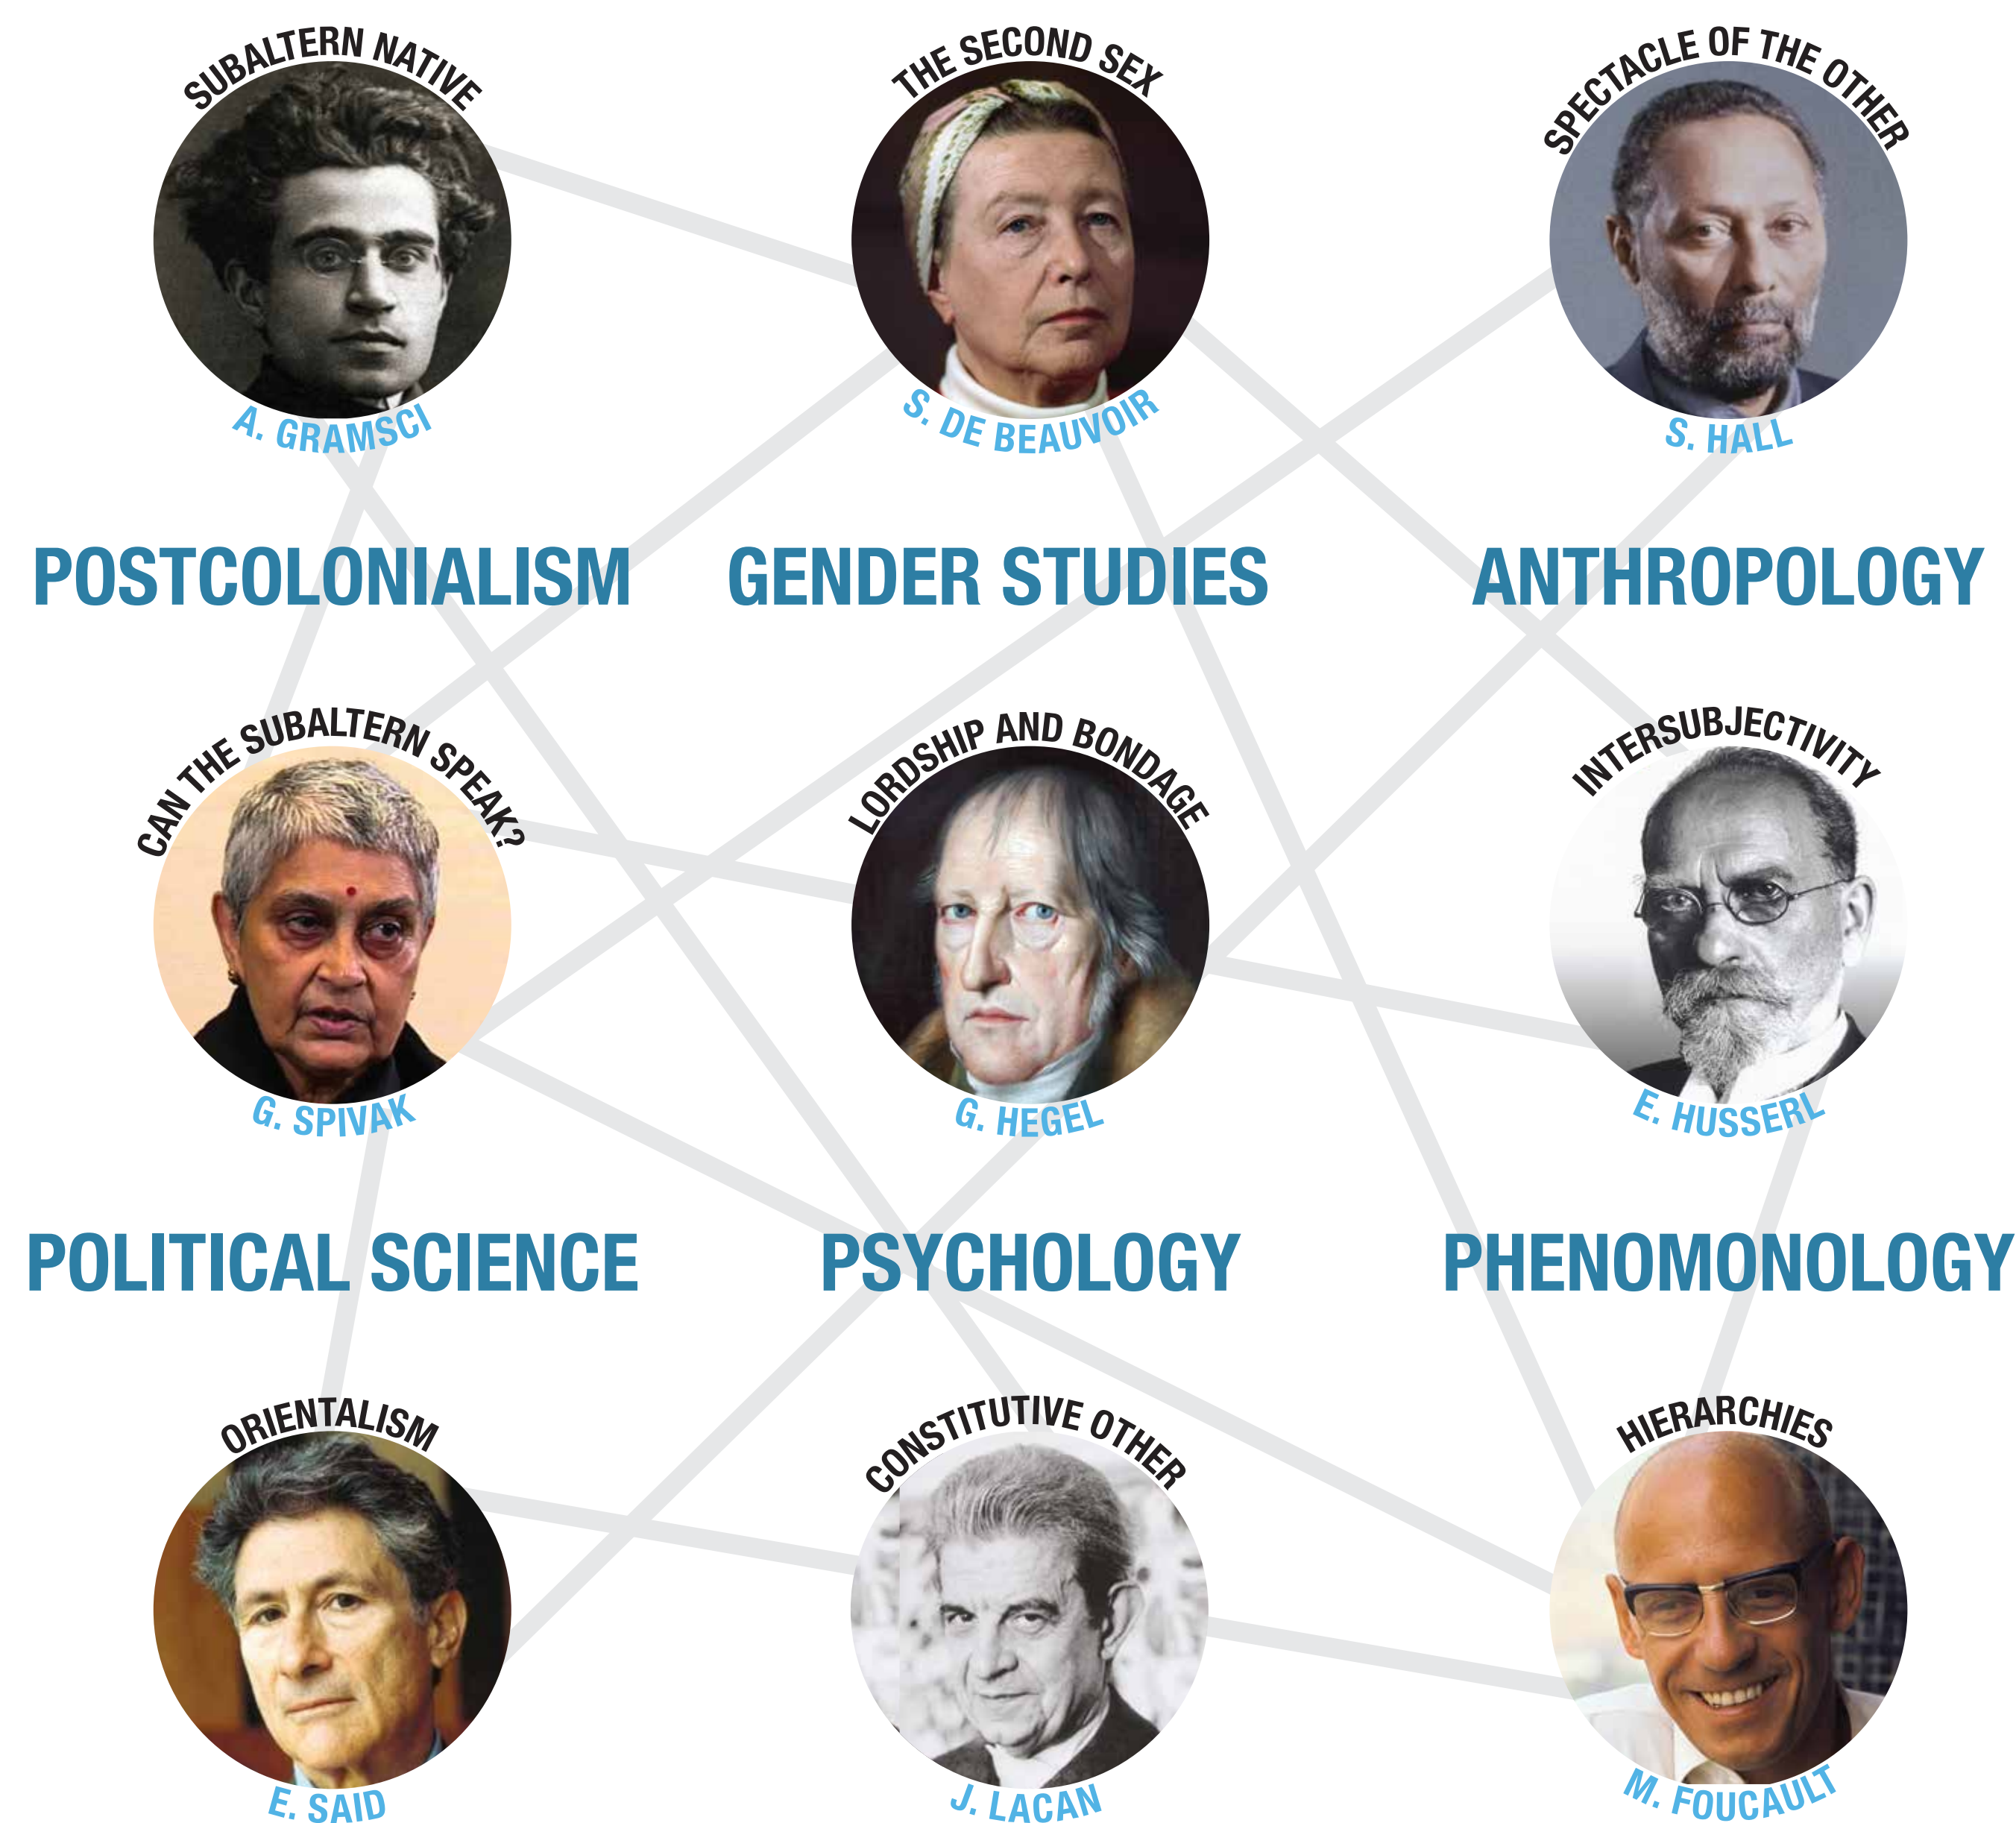 SUBALTERN NATIVE
THE SECOND SEX
SPECTACLE OF THE OTHER
A. GRAMSCI
S. DE BEAUVOIR
S. HALL
POSTCOLONIALISM
GENDER STUDIES
ANTHROPOLOGY
CAN THE SUBALTERN SPEAK?
LORDSHIP AND BONDAGE
INTERSUBJECTIVITY
G. SPIVAK
G. HEGEL
E. HUSSERL
POLITICAL SCIENCE
PSYCHOLOGY
PHENOMONOLOGY
ORIENTALISM
CONSTITUTIVE OTHER
HIERARCHIES
E. SAID
J. LACAN
M. FOUCAULT